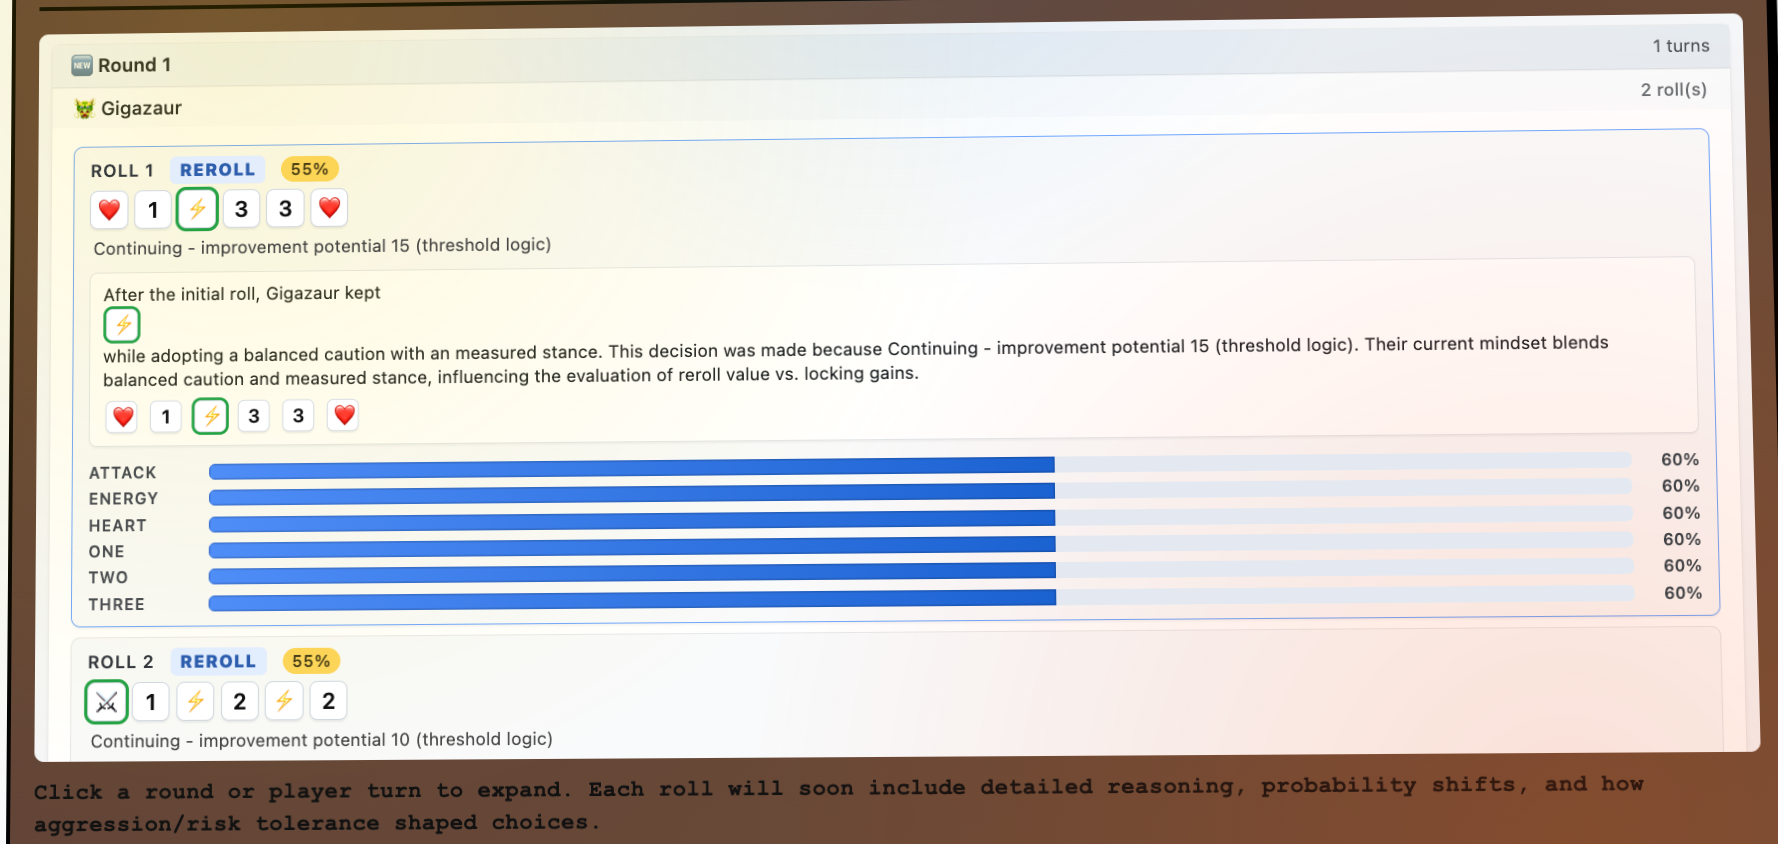 NEW Round 1 1 turns
Gigazaur 2 roll(s)
ROLL 1 REROLL 55%
1 3 3
Continuing - improvement potential 15 (threshold logic)
After the initial roll, Gigazaur kept
while adopting a balanced caution with an measured stance. This decision was made because Continuing - improvement potential 15 (threshold logic). Their current mindset blends
balanced caution and measured stance, influencing the evaluation of reroll value vs. locking gains.
1 3 3
ATTACK 60%
ENERGY 60%
HEART 60%
ONE 60%
TWO 60%
THREE 60%
ROLL 2 REROLL 55%
1 2 2
Continuing - improvement potential 10 (threshold logic)
Click a round or player turn to expand. Each roll will soon include detailed reasoning, probability shifts, and how
aggression/risk tolerance shaped choices.